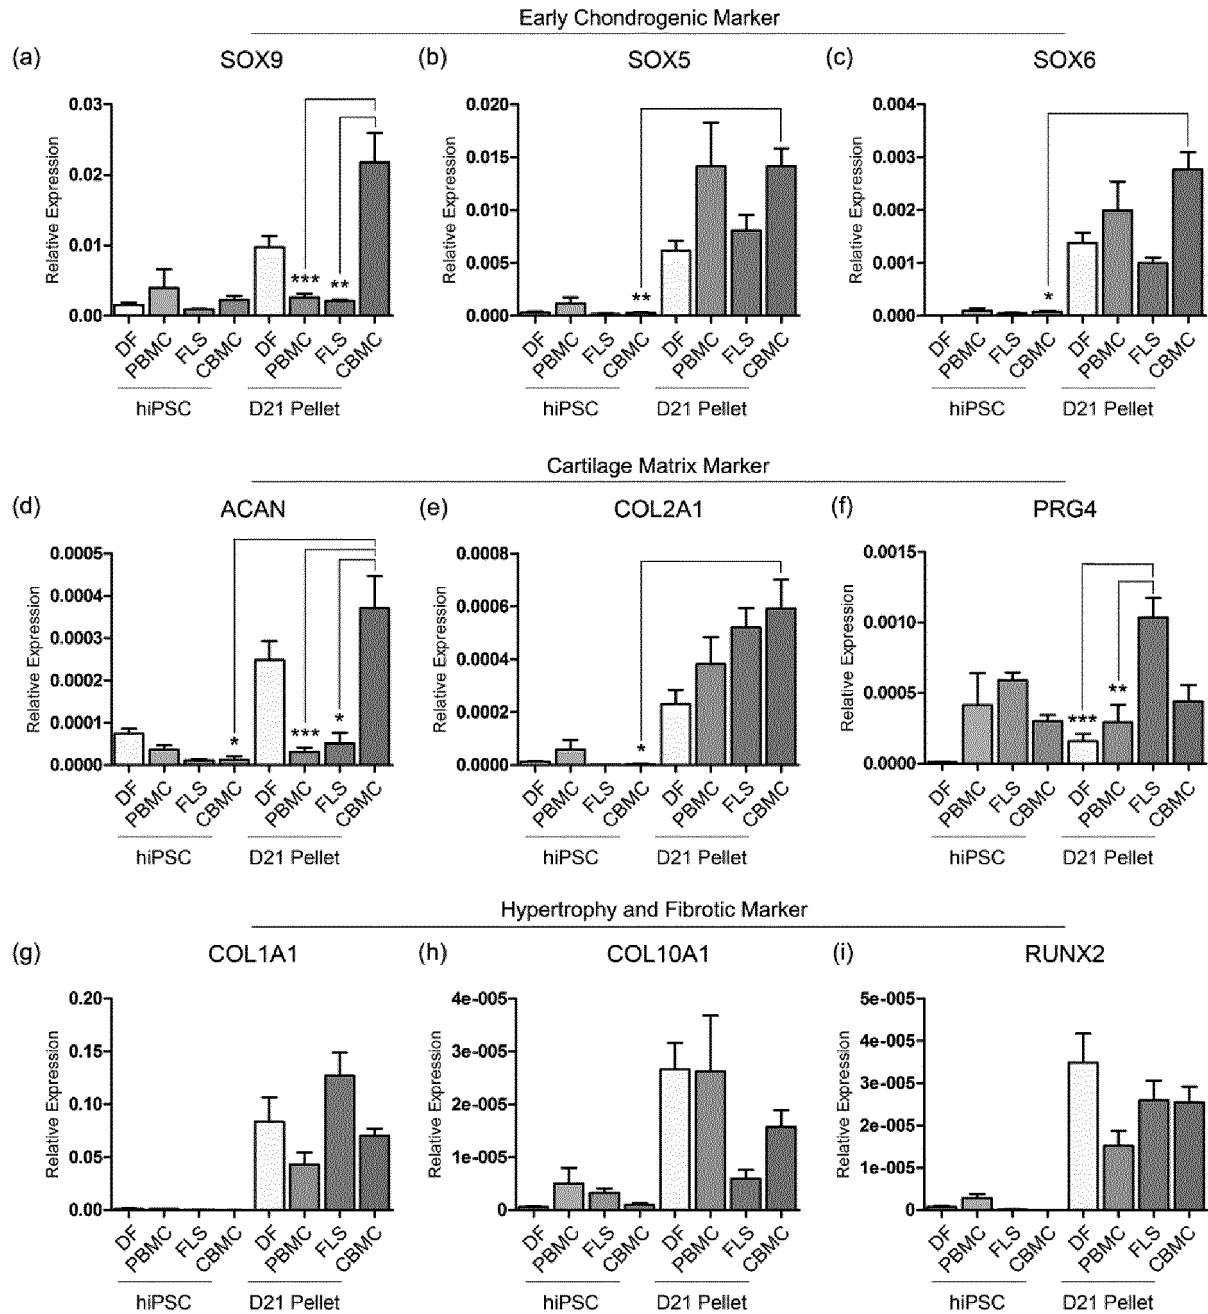 Early Chondrogenic Marker
(a) SOX9 (b) SOX5 (c) SOX6
Relative Expression
0.03
0.02
0.01
0.00
*** **
DF PBMC FLS CBMC DF PBMC FLS CBMC
hiPSC D21 Pellet
Relative Expression
0.020
0.015
0.010
0.005
0.000
**
DF PBMC FLS CBMC DF PBMC FLS CBMC
hiPSC D21 Pellet
Relative Expression
0.004
0.003
0.002
0.001
0.000
*
DF PBMC FLS CBMC DF PBMC FLS CBMC
hiPSC D21 Pellet
Cartilage Matrix Marker
(d) ACAN (e) COL2A1 (f) PRG4
Relative Expression
0.0005
0.0004
0.0003
0.0002
0.0001
0.0000
* *** *
DF PBMC FLS CBMC DF PBMC FLS CBMC
hiPSC D21 Pellet
Relative Expression
0.0008
0.0006
0.0004
0.0002
0.0000
*
DF PBMC FLS CBMC DF PBMC FLS CBMC
hiPSC D21 Pellet
Relative Expression
0.0015
0.0010
0.0005
0.0000
*** **
DF PBMC FLS CBMC DF PBMC FLS CBMC
hiPSC D21 Pellet
Hypertrophy and Fibrotic Marker
(g) COL1A1 (h) COL10A1 (i) RUNX2
Relative Expression
0.20
0.15
0.10
0.05
0.00
DF PBMC FLS CBMC DF PBMC FLS CBMC
hiPSC D21 Pellet
Relative Expression
4e-005
3e-005
2e-005
1e-005
0
DF PBMC FLS CBMC DF PBMC FLS CBMC
hiPSC D21 Pellet
Relative Expression
5e-005
4e-005
3e-005
2e-005
1e-005
0
DF PBMC FLS CBMC DF PBMC FLS CBMC
hiPSC D21 Pellet